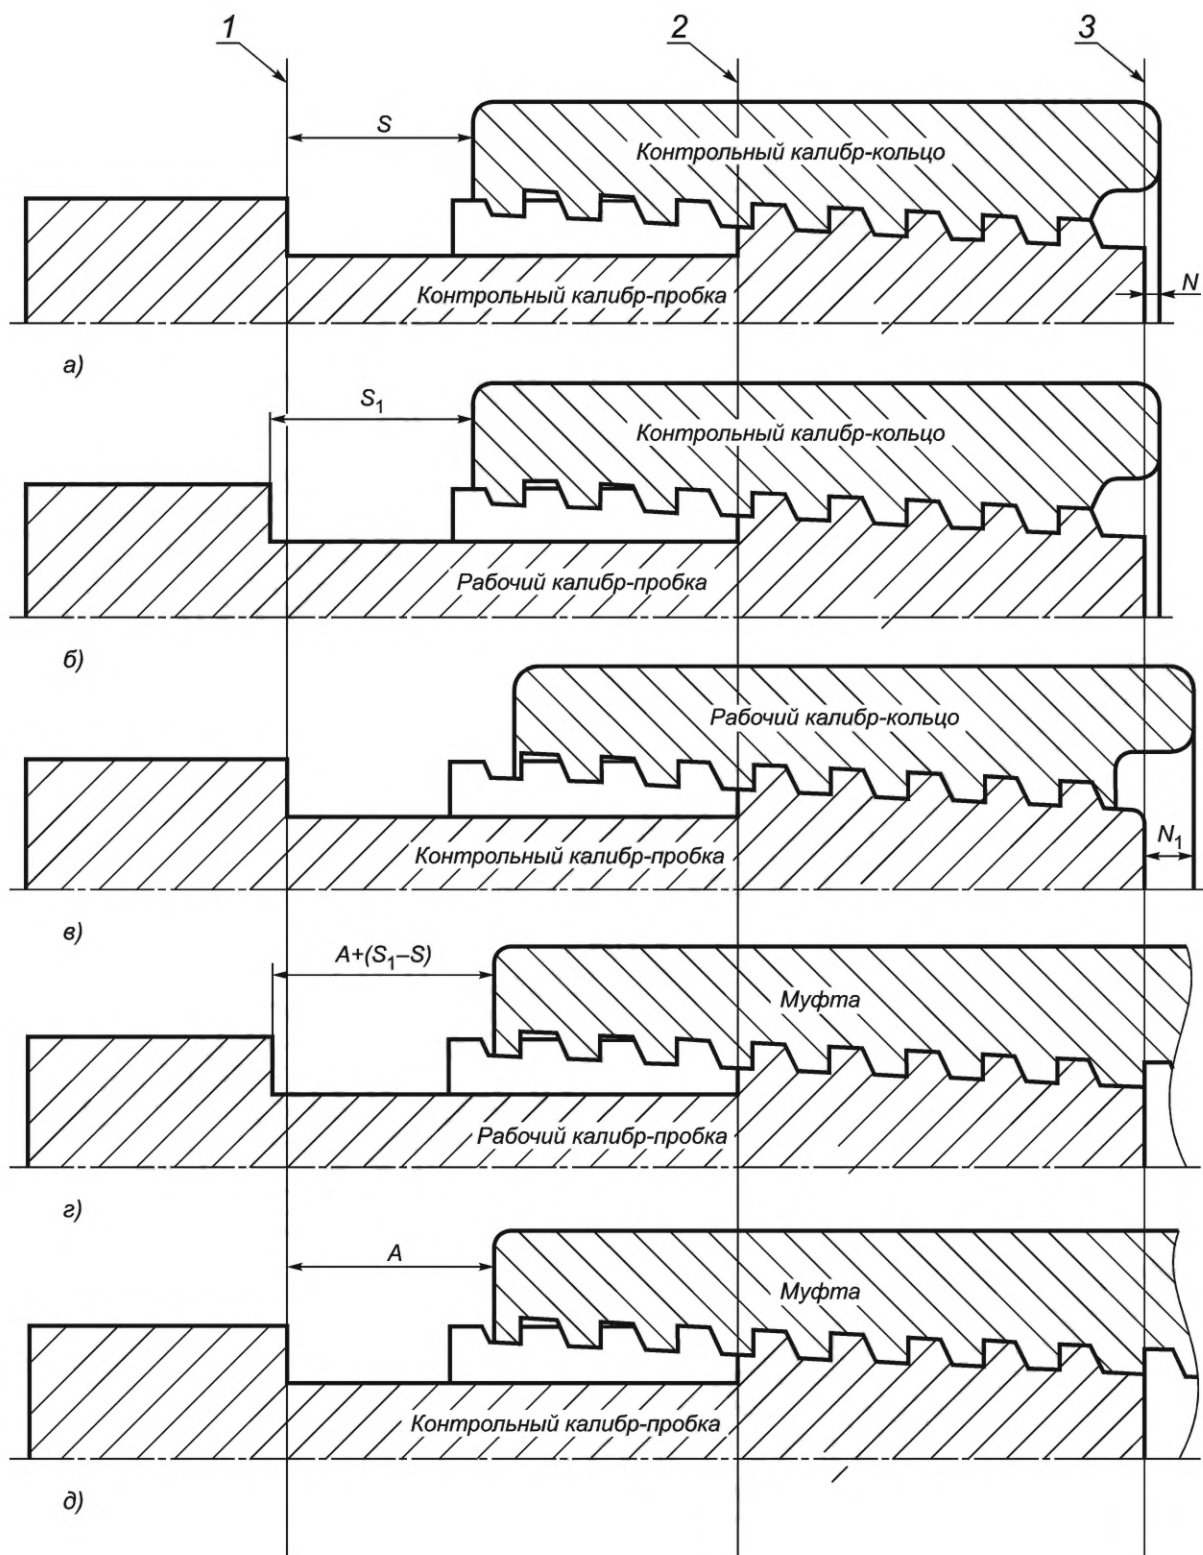 1 2 3
S
Контрольный калибр-кольцо
Контрольный калибр-пробка
N
а)
S₁
Контрольный калибр-кольцо
Рабочий калибр-пробка
б)
Рабочий калибр-кольцо
Контрольный калибр-пробка
N₁
в)
A+(S₁–S)
Муфта
Рабочий калибр-пробка
г)
A
Муфта
Контрольный калибр-пробка
д)